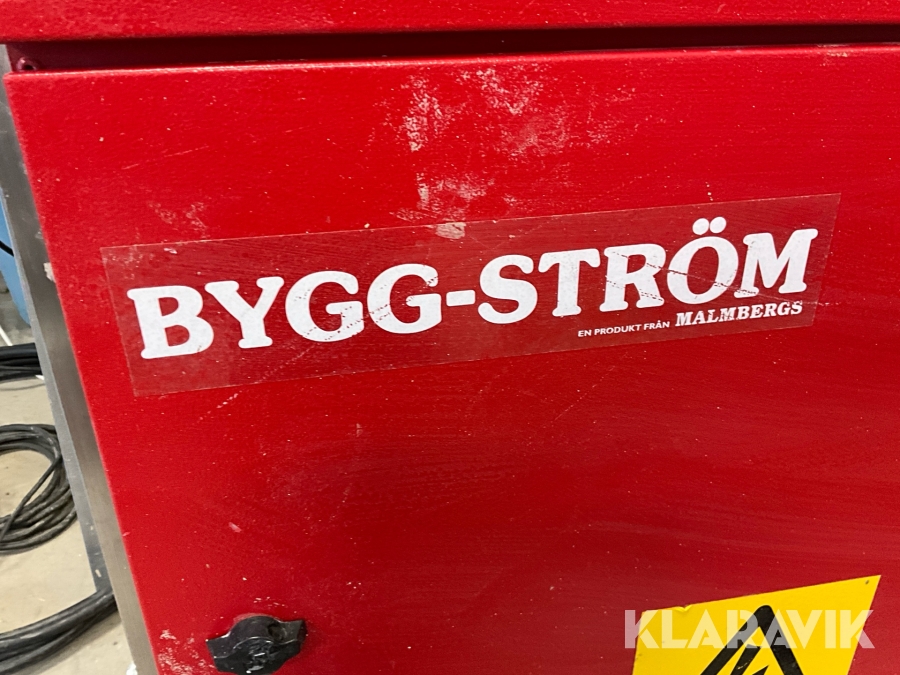 BYGG-STRÖM
EN PRODUKT FRÅN MALMBERGS
KLARAVIK